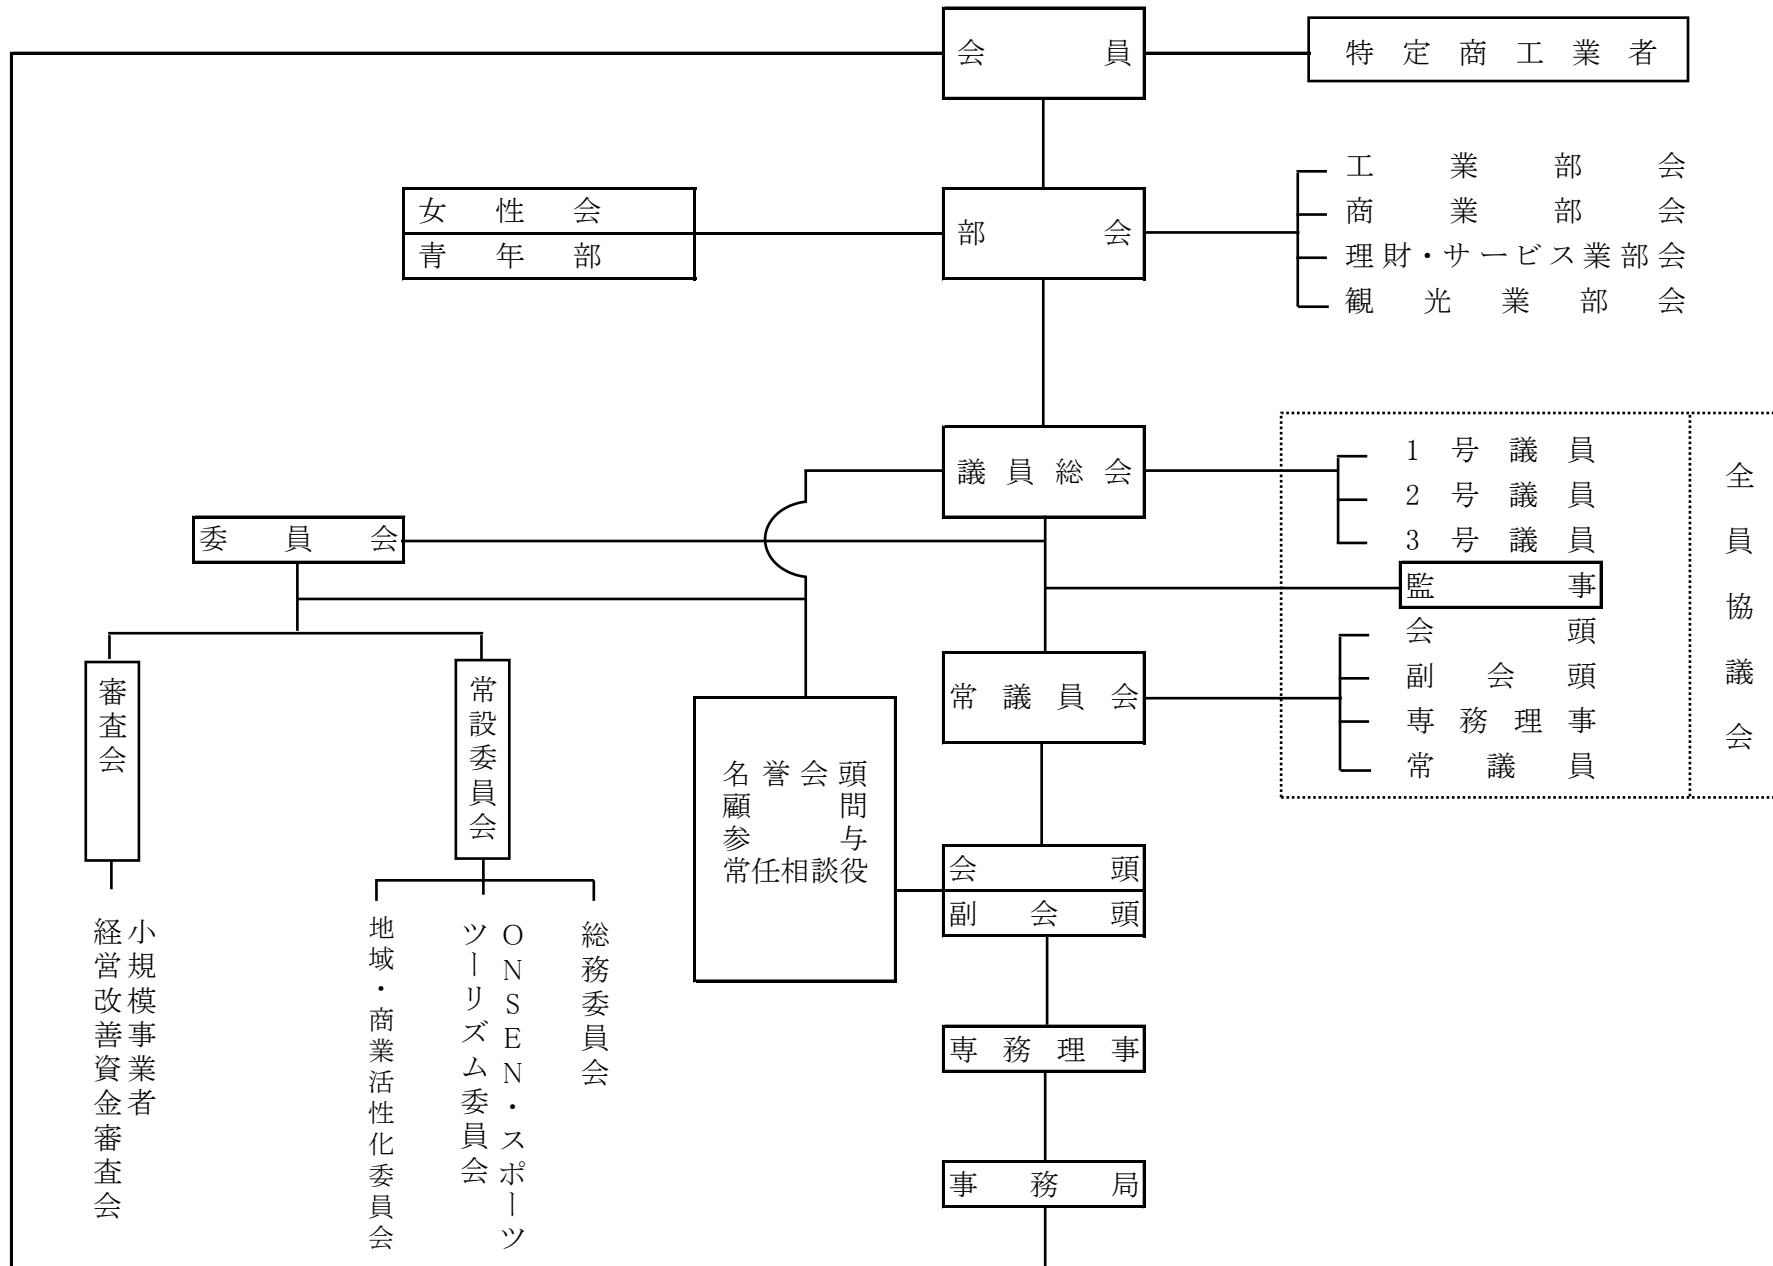 会員
特定商工業者
工業部会
商業部会
理財・サービス業部会
観光業部会
女性会
青年部
部会
議員総会
1号議員
2号議員
3号議員
監事
会頭
副会頭
専務理事
常議員
全員協議会
委員会
審査会
常設委員会
常議員会
名誉会頭
顧問
参与
常任相談役
会頭
副会頭
小規模事業者
経営改善資金審査会
総務委員会
ONSEN・スポーツ
ツーリズム委員会
地域・商業活性化委員会
専務理事
事務局